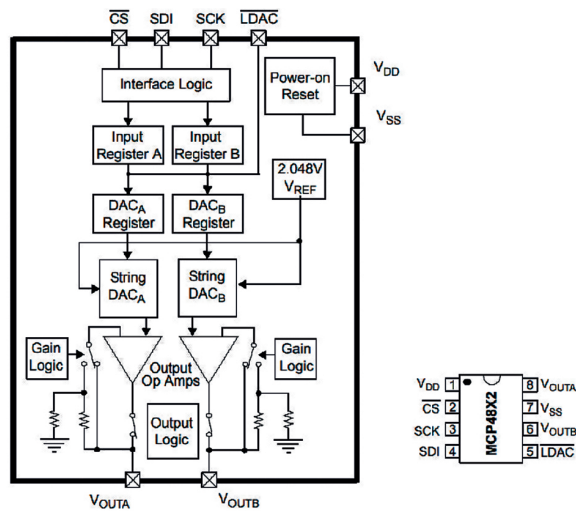 CS SDI SCK LDAC
Interface Logic
Power-on
Reset
VDD
VSS
Input
Register A
Input
Register B
2.048V
VREF
DACA
Register
DACB
Register
String
DACA
String
DACB
Gain
Logic
Output
Op Amps
Gain
Logic
Output
Logic
VOUTA
VOUTB
VDD 1
CS 2
SCK 3
SDI 4
MCP48X2
8 VOUTA
7 VSS
6 VOUTB
5 LDAC